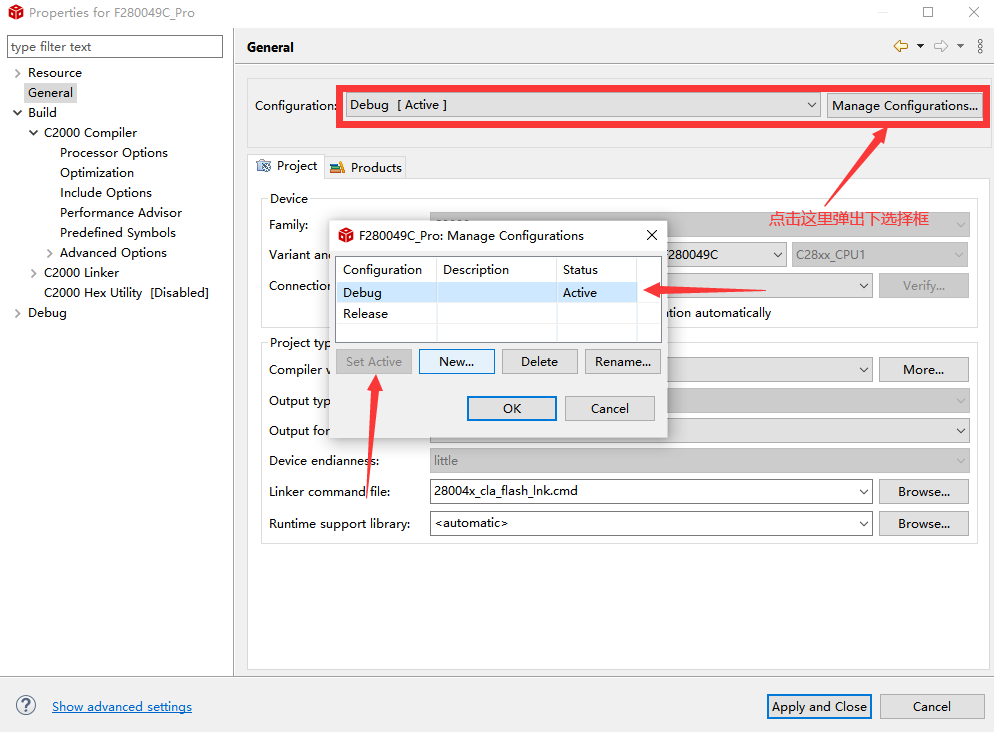 Properties for F280049C_Pro
type filter text
General
Resource
General
Build
C2000 Compiler
Processor Options
Optimization
Include Options
Performance Advisor
Predefined Symbols
Advanced Options
C2000 Linker
C2000 Hex Utility [Disabled]
Debug
Configuration: Debug [ Active ] Manage Configurations...
点击这里弹出下选择框
Project Products
Device
Family:
Variant an
F280049C C28xx_CPU1
Connection
Verify...
tion automatically
F280049C_Pro: Manage Configurations
Configuration Description Status
Debug Active
Release
Set Active New... Delete Rename...
OK Cancel
Project typ
Compiler v
More...
Output typ
Output for
Device endianness: little
Linker command file: 28004x_cla_flash_lnk.cmd Browse...
Runtime support library: <automatic> Browse...
? Show advanced settings Apply and Close Cancel